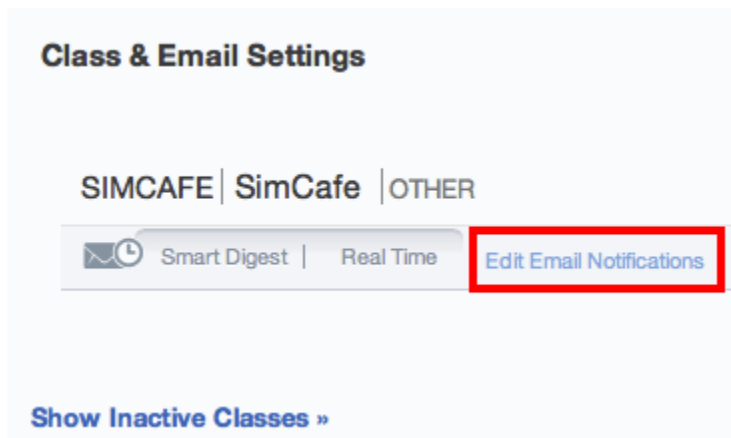 Class & Email Settings
SIMCAFE | SimCafe | OTHER
Smart Digest | Real Time Edit Email Notifications
Show Inactive Classes »